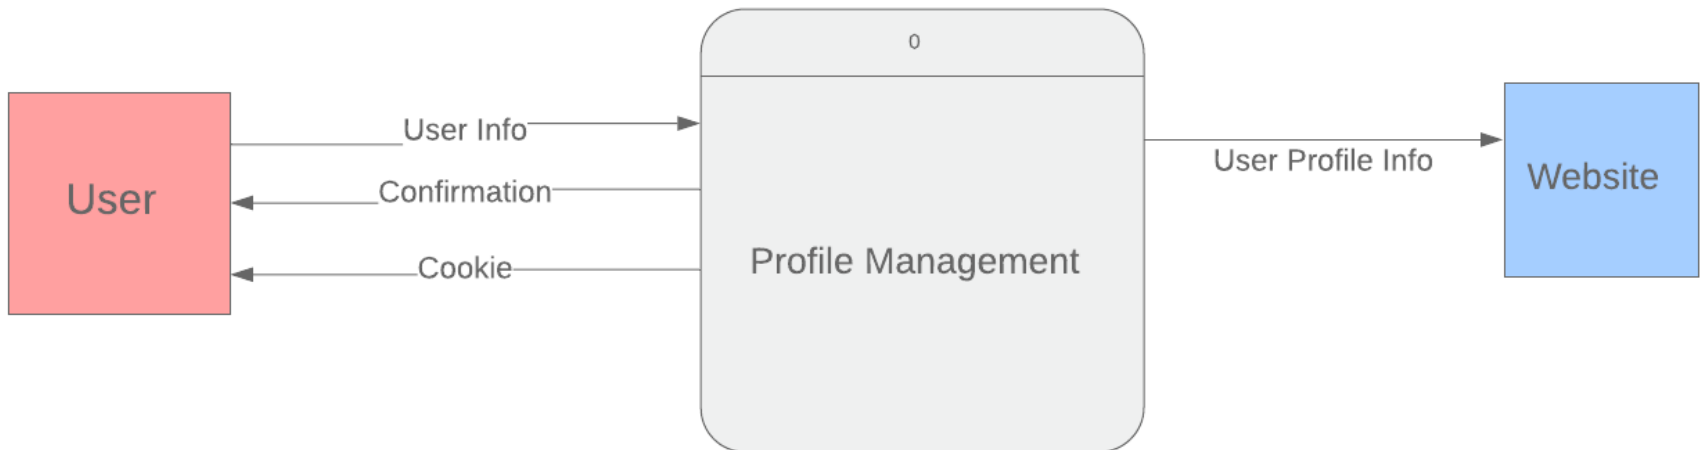 0
User Info
User
Confirmation
Cookie
Profile Management
User Profile Info
Website